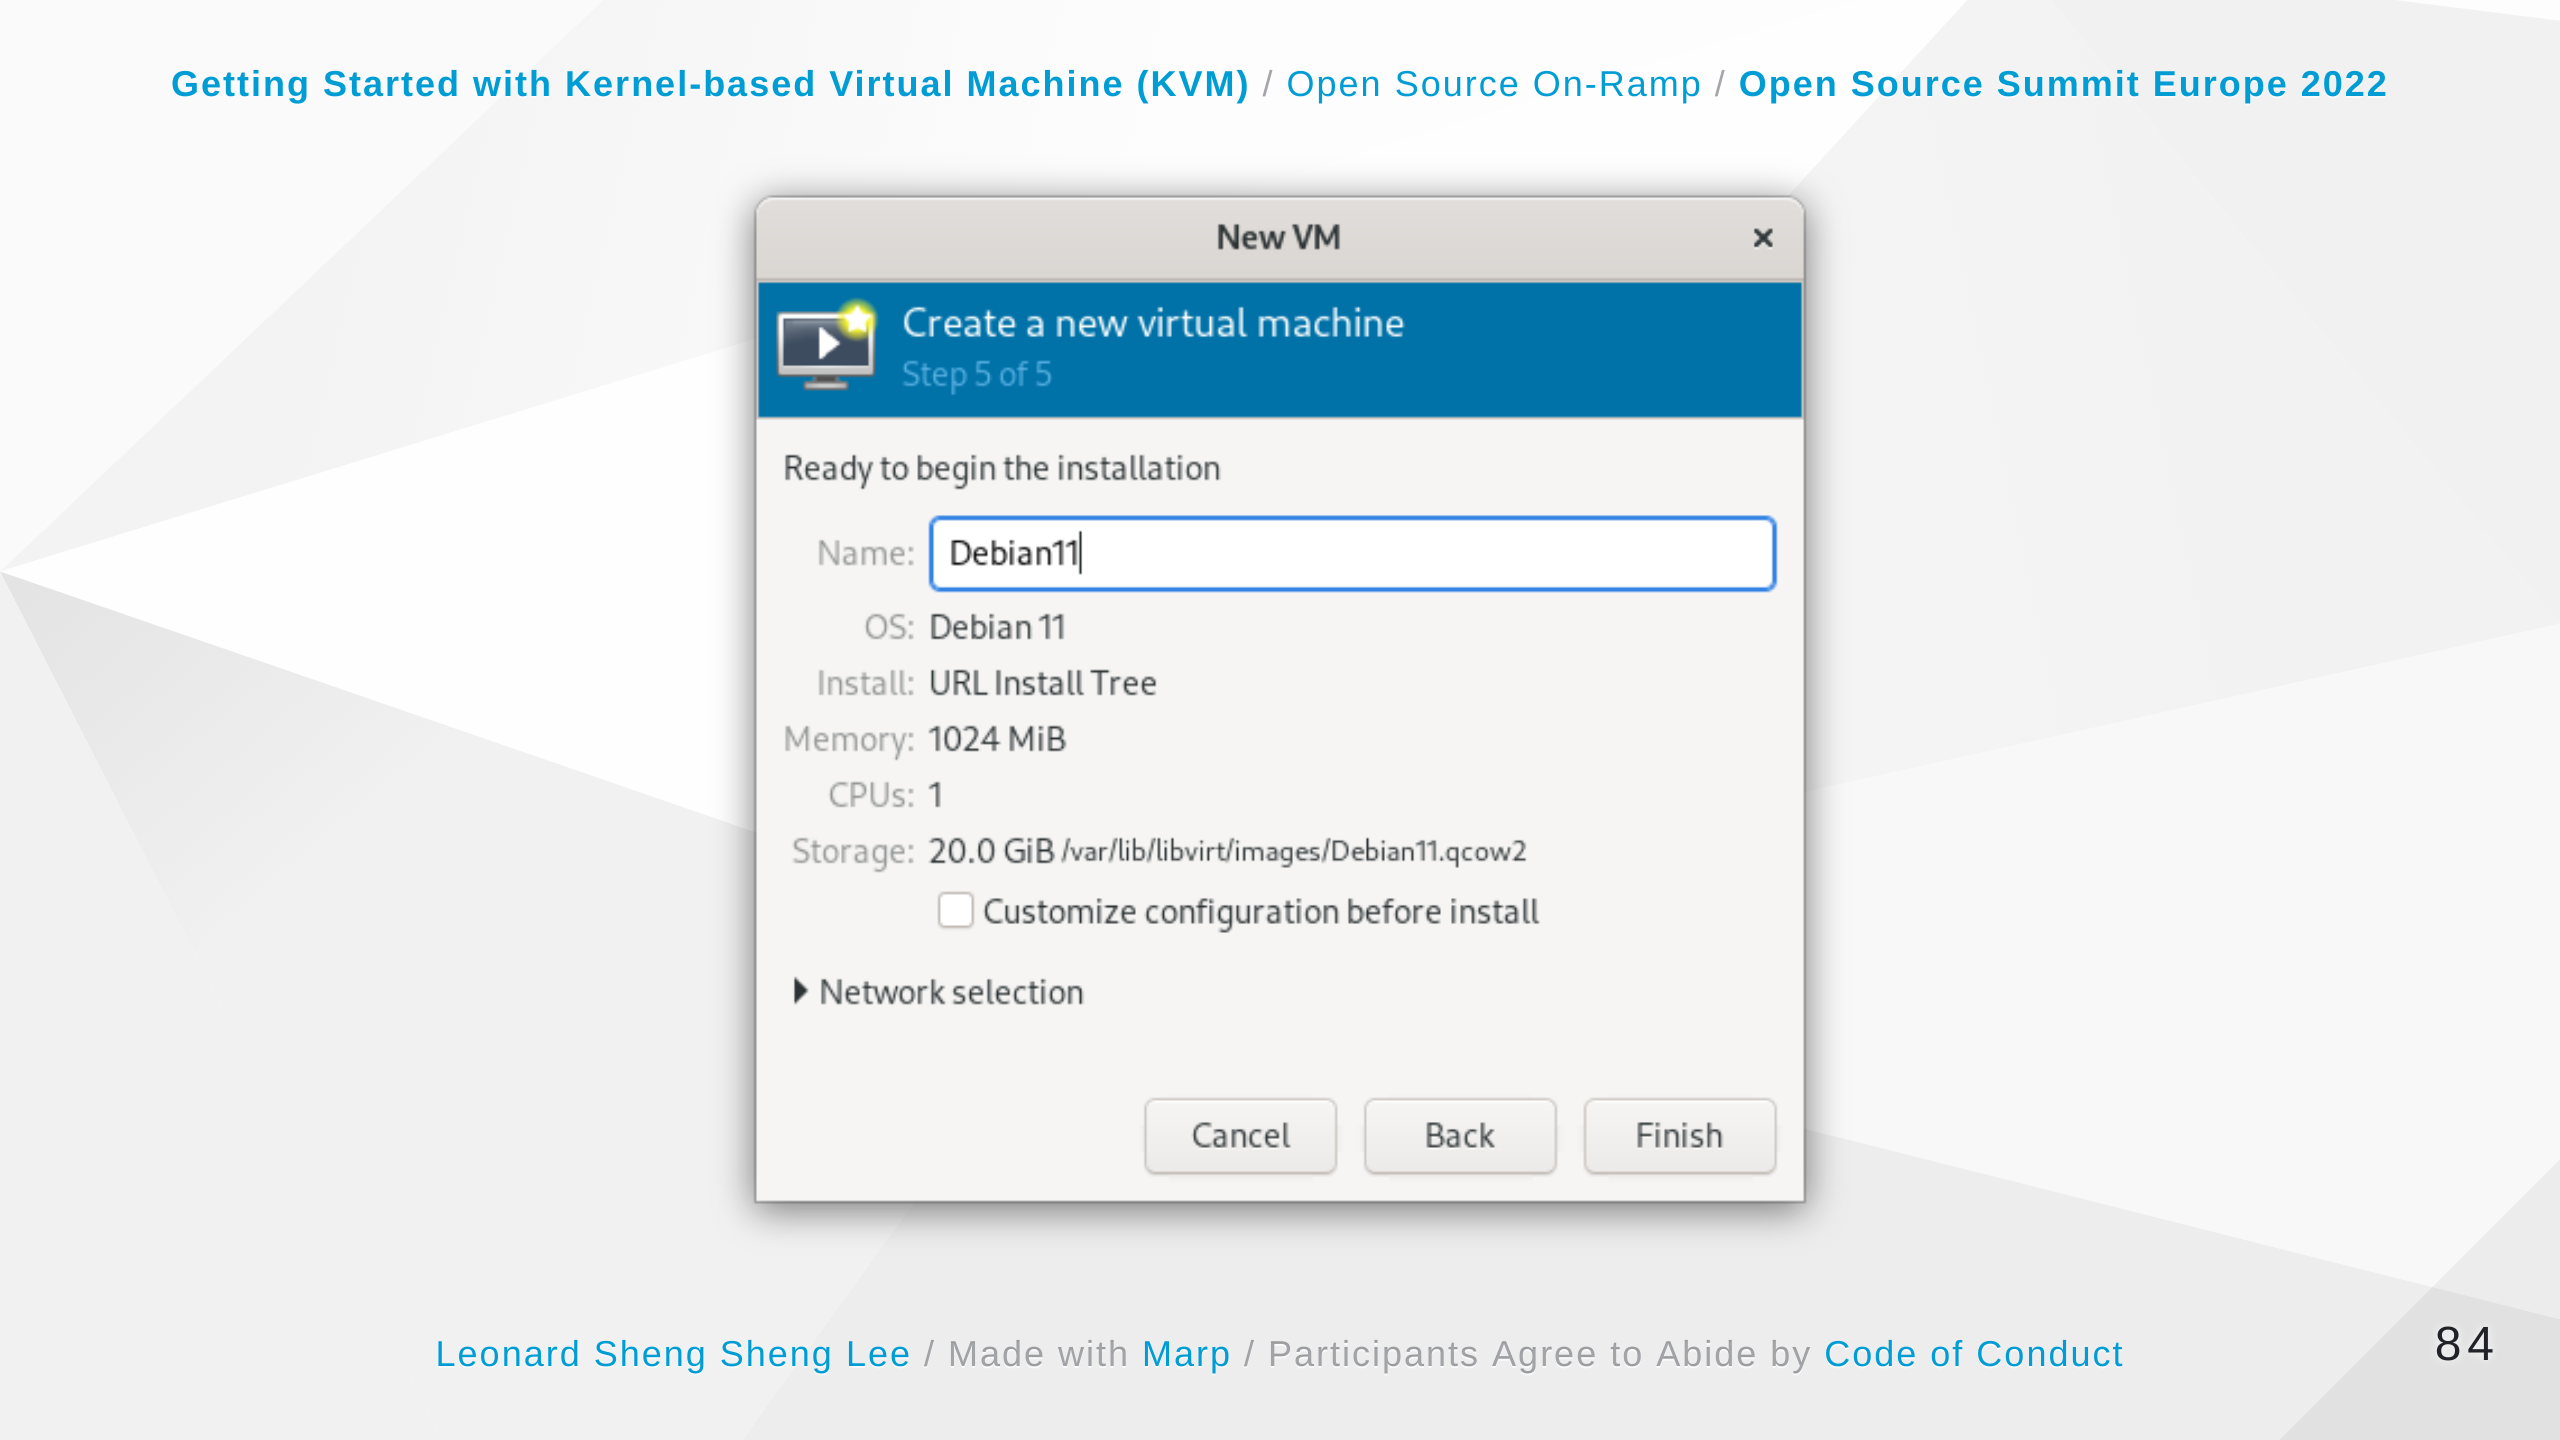 Getting Started with Kernel-based Virtual Machine (KVM) / Open Source On-Ramp / Open Source Summit Europe 2022
New VM
Create a new virtual machine
Step 5 of 5
Ready to begin the installation
Name: Debian11
OS: Debian 11
Install: URL Install Tree
Memory: 1024 MiB
CPUs: 1
Storage: 20.0 GiB /var/lib/libvirt/images/Debian11.qcow2
Customize configuration before install
Network selection
Cancel Back Finish
Leonard Sheng Sheng Lee / Made with Marp / Participants Agree to Abide by Code of Conduct
84